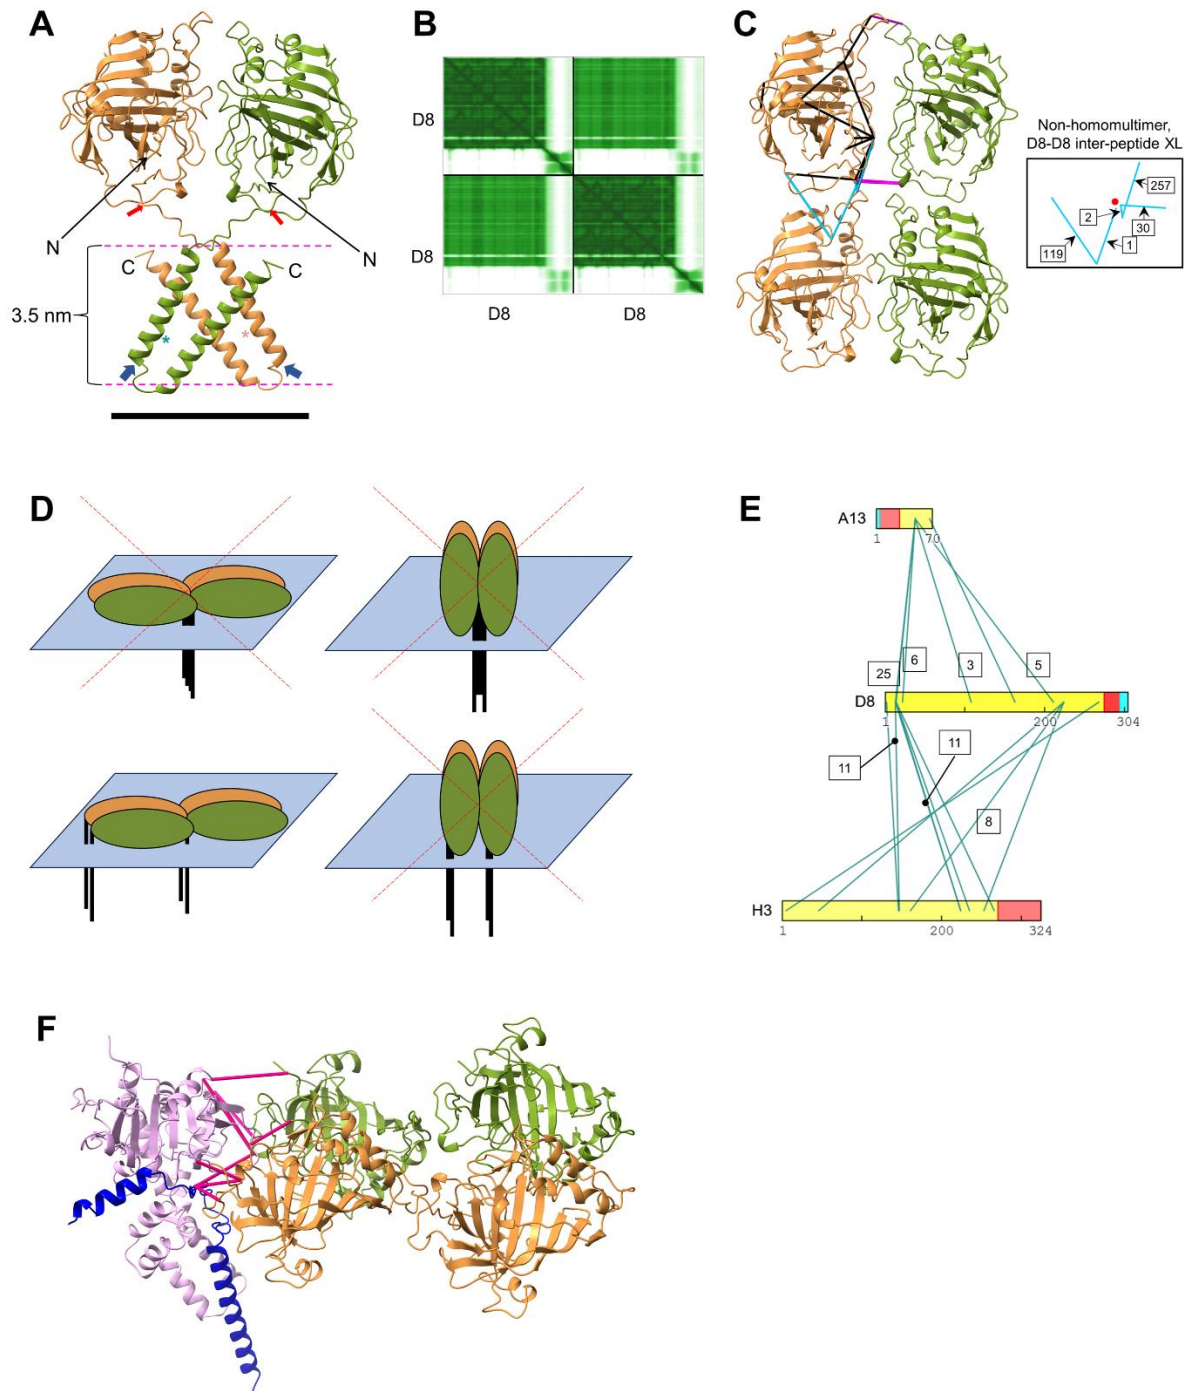 A
N
N
C
C
3.5 nm
*
*
B
D8
D8
D8
D8
C
Non-homomultimer,
D8-D8 inter-peptide XL
257
2
30
119
1
D
E
A13
1
70
6
3
5
25
D8
1
200
304
11
11
8
H3
1
200
324
F